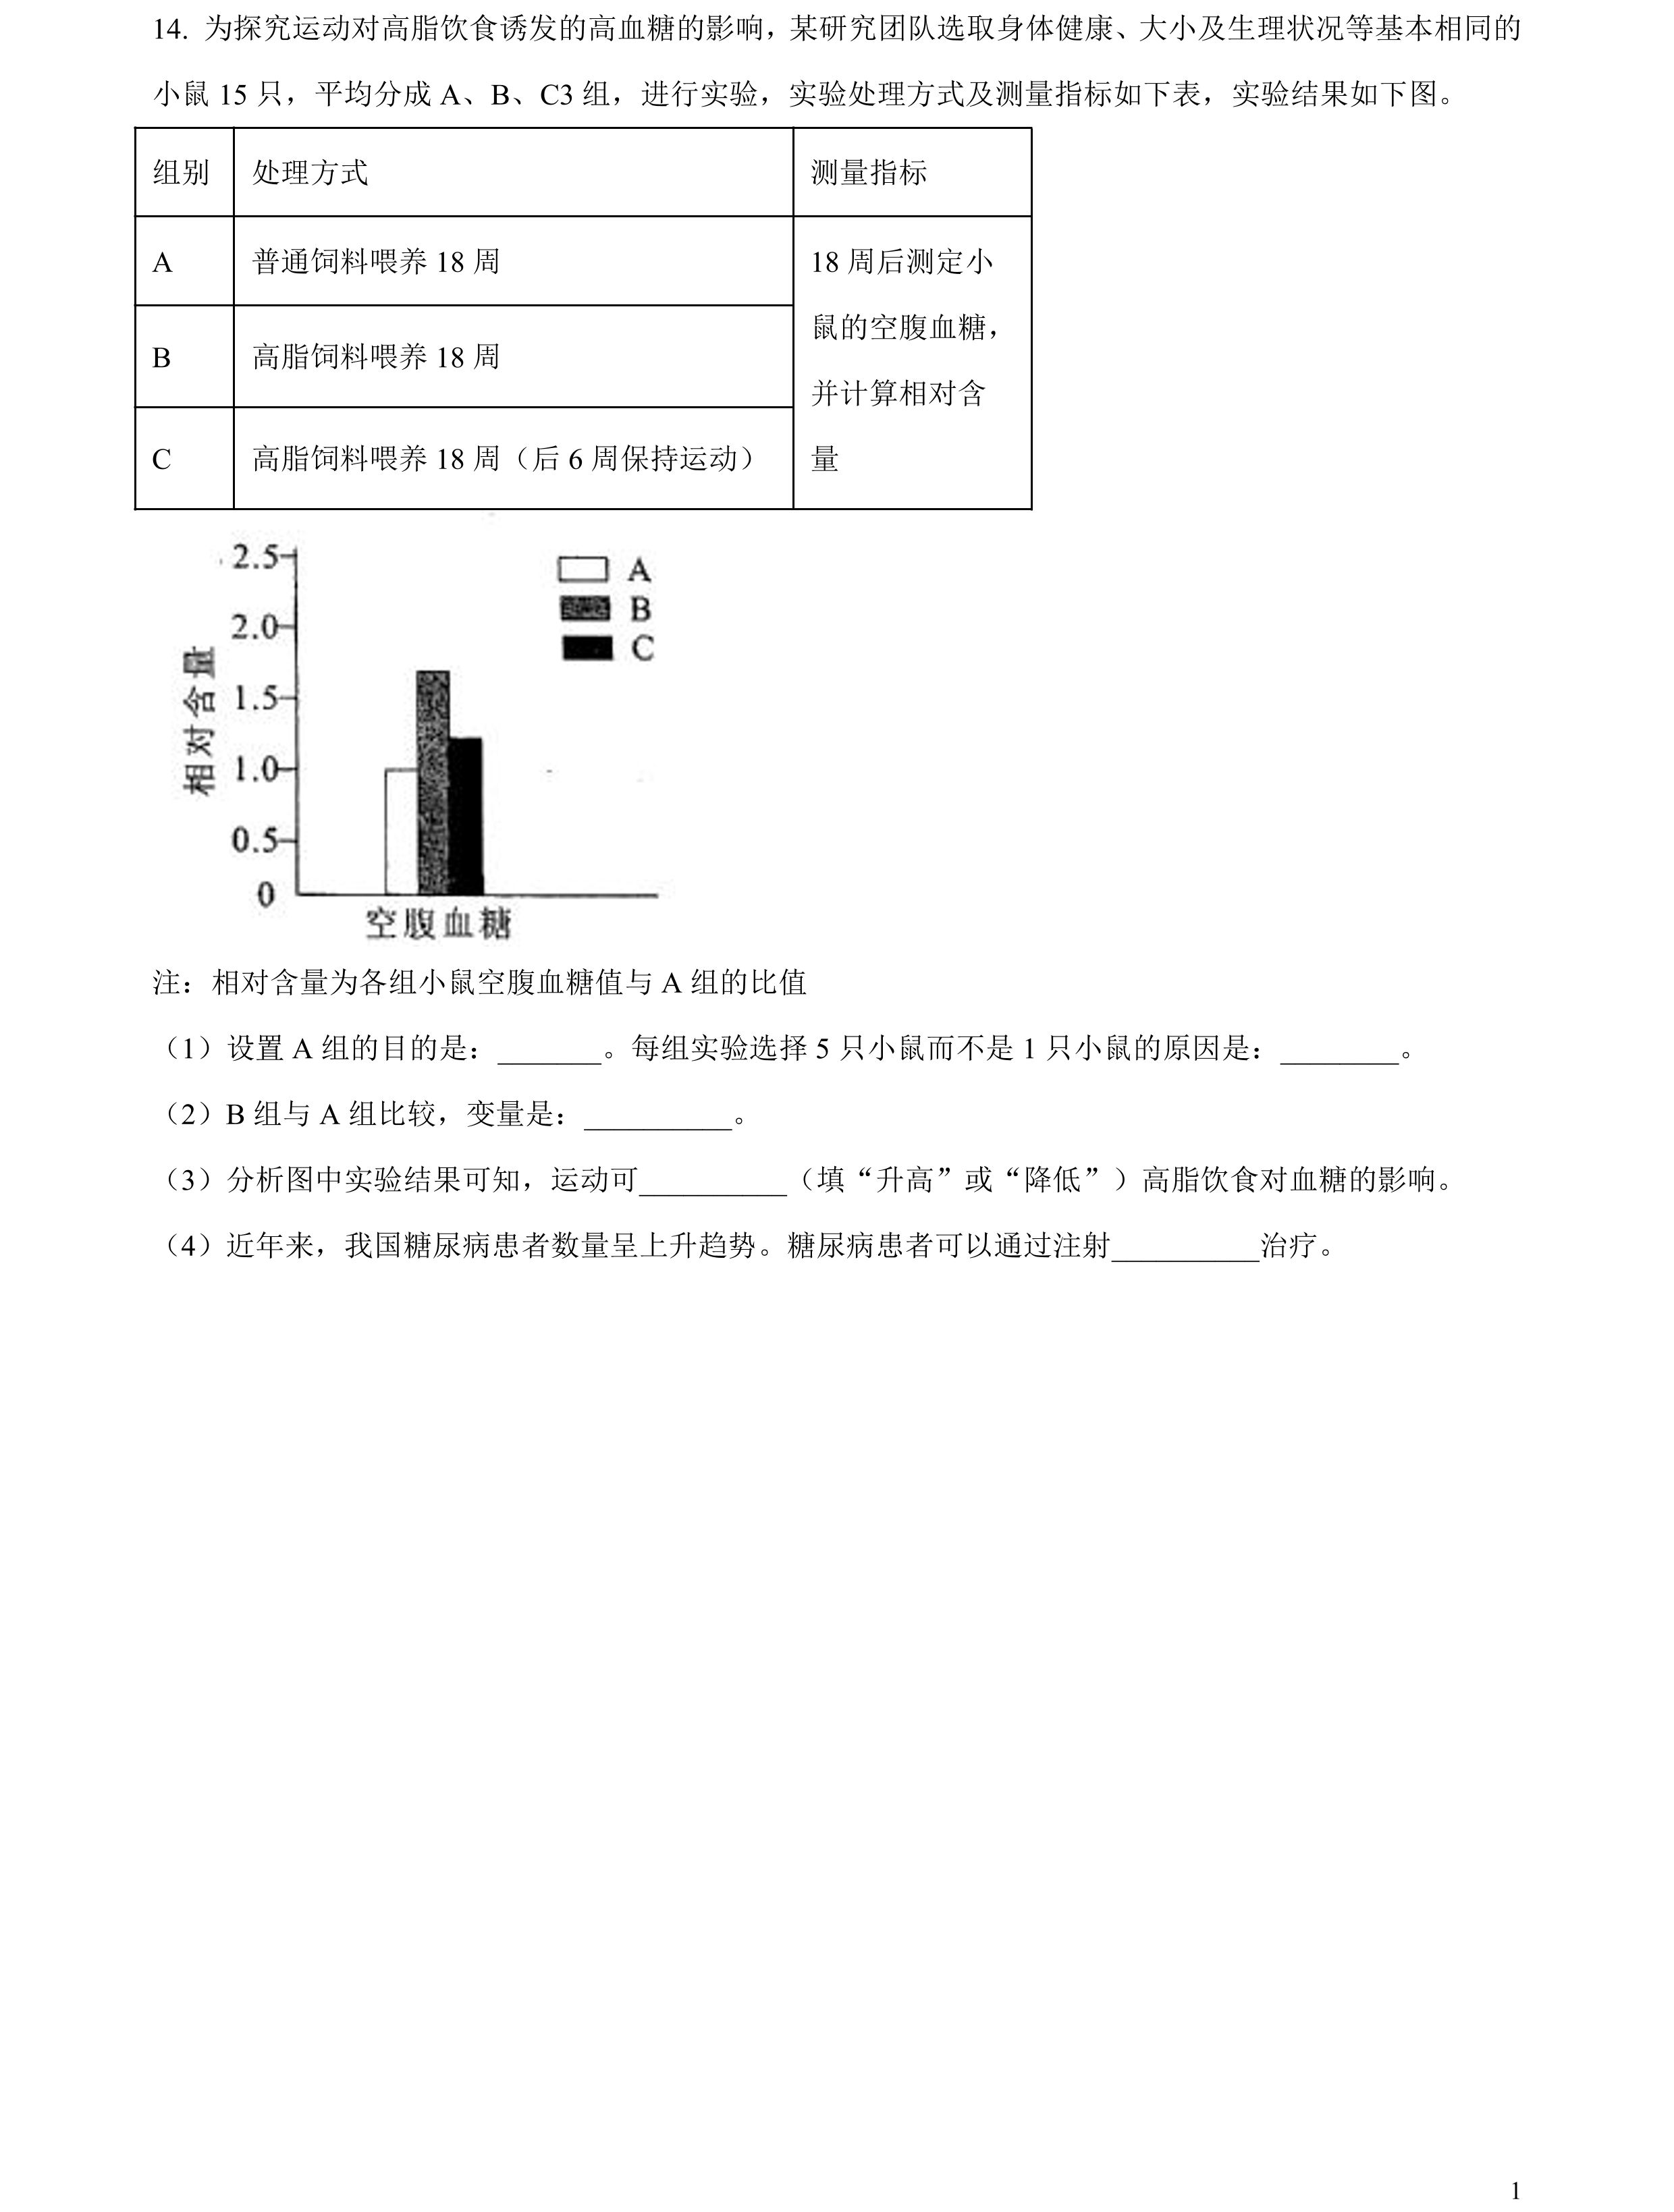 14. 为探究运动对高脂饮食诱发的高血糖的影响，某研究团队选取身体健康、大小及生理状况等基本相同的
小鼠 15 只，平均分成 A、B、C3 组，进行实验，实验处理方式及测量指标如下表，实验结果如下图。
组别 处理方式 测量指标
A 普通饲料喂养 18 周
B 高脂饲料喂养 18 周
C 高脂饲料喂养 18 周（后 6 周保持运动）
18 周后测定小
鼠的空腹血糖，
并计算相对含
量
相对含量
2.5
2.0
1.5
1.0
0.5
0
A
B
C
空腹血糖
注：相对含量为各组小鼠空腹血糖值与 A 组的比值
（1）设置 A 组的目的是：_______。每组实验选择 5 只小鼠而不是 1 只小鼠的原因是：________。
（2）B 组与 A 组比较，变量是：__________。
（3）分析图中实验结果可知，运动可__________（填“升高”或“降低”）高脂饮食对血糖的影响。
（4）近年来，我国糖尿病患者数量呈上升趋势。糖尿病患者可以通过注射__________治疗。
1